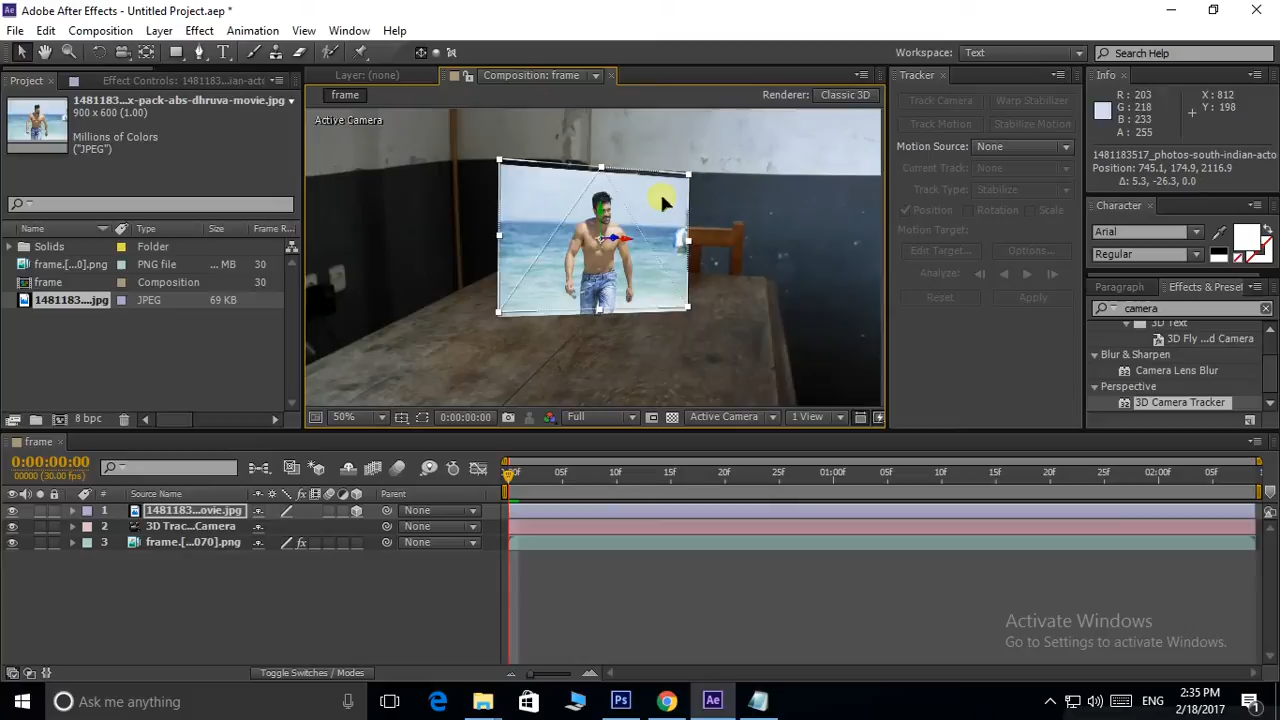 Adobe After Effects - Untitled Project.aep *
File Edit Composition Layer Effect Animation View Window Help
Workspace: Text Search Help
Project Effect Controls: 1481183...ian-acto
Layer: (none) Composition: frame
Tracker Info
1481183...x-pack-abs-dhruva-movie.jpg
900 x 600 (1.00)
Millions of Colors
("JPEG")
frame Renderer: Classic 3D
Active Camera
Track Camera Warp Stabilizer
Track Motion Stabilize Motion
Motion Source: None
Current Track: None
Track Type: Stabilize
Position Rotation Scale
Motion Target:
Edit Target... Options...
Analyze:
Reset Apply
R: 203 X: 812
G: 218 Y: 198
B: 233
A: 255
1481183517_photos-south-indian-acto
Position: 745.1, 174.9, 2116.9
Δ: 5.3, -26.3, 0.0
Character
Arial
Regular
Paragraph Effects & Preset
camera
3D Text
3D Fly ...d Camera
Blur & Sharpen
Camera Lens Blur
Perspective
3D Camera Tracker
Name Type Size Frame R...
Solids Folder
frame.[...0].png PNG file ... MB 30
frame Composition 30
1481183....jpg JPEG 69 KB
8 bpc
50% 0:00:00:00 Full Active Camera 1 View
frame
0:00:00:00
00000 (30.00 fps)
05f 10f 15f 20f 25f 01:00f 05f 10f 15f 20f 25f 02:00f 05f
# Source Name Parent
1 1481183...ovie.jpg None
2 3D Trac...Camera None
3 frame.[...070].png None
Toggle Switches / Modes
Activate Windows
Go to Settings to activate Windows.
Ask me anything
ENG
2:35 PM
2/18/2017